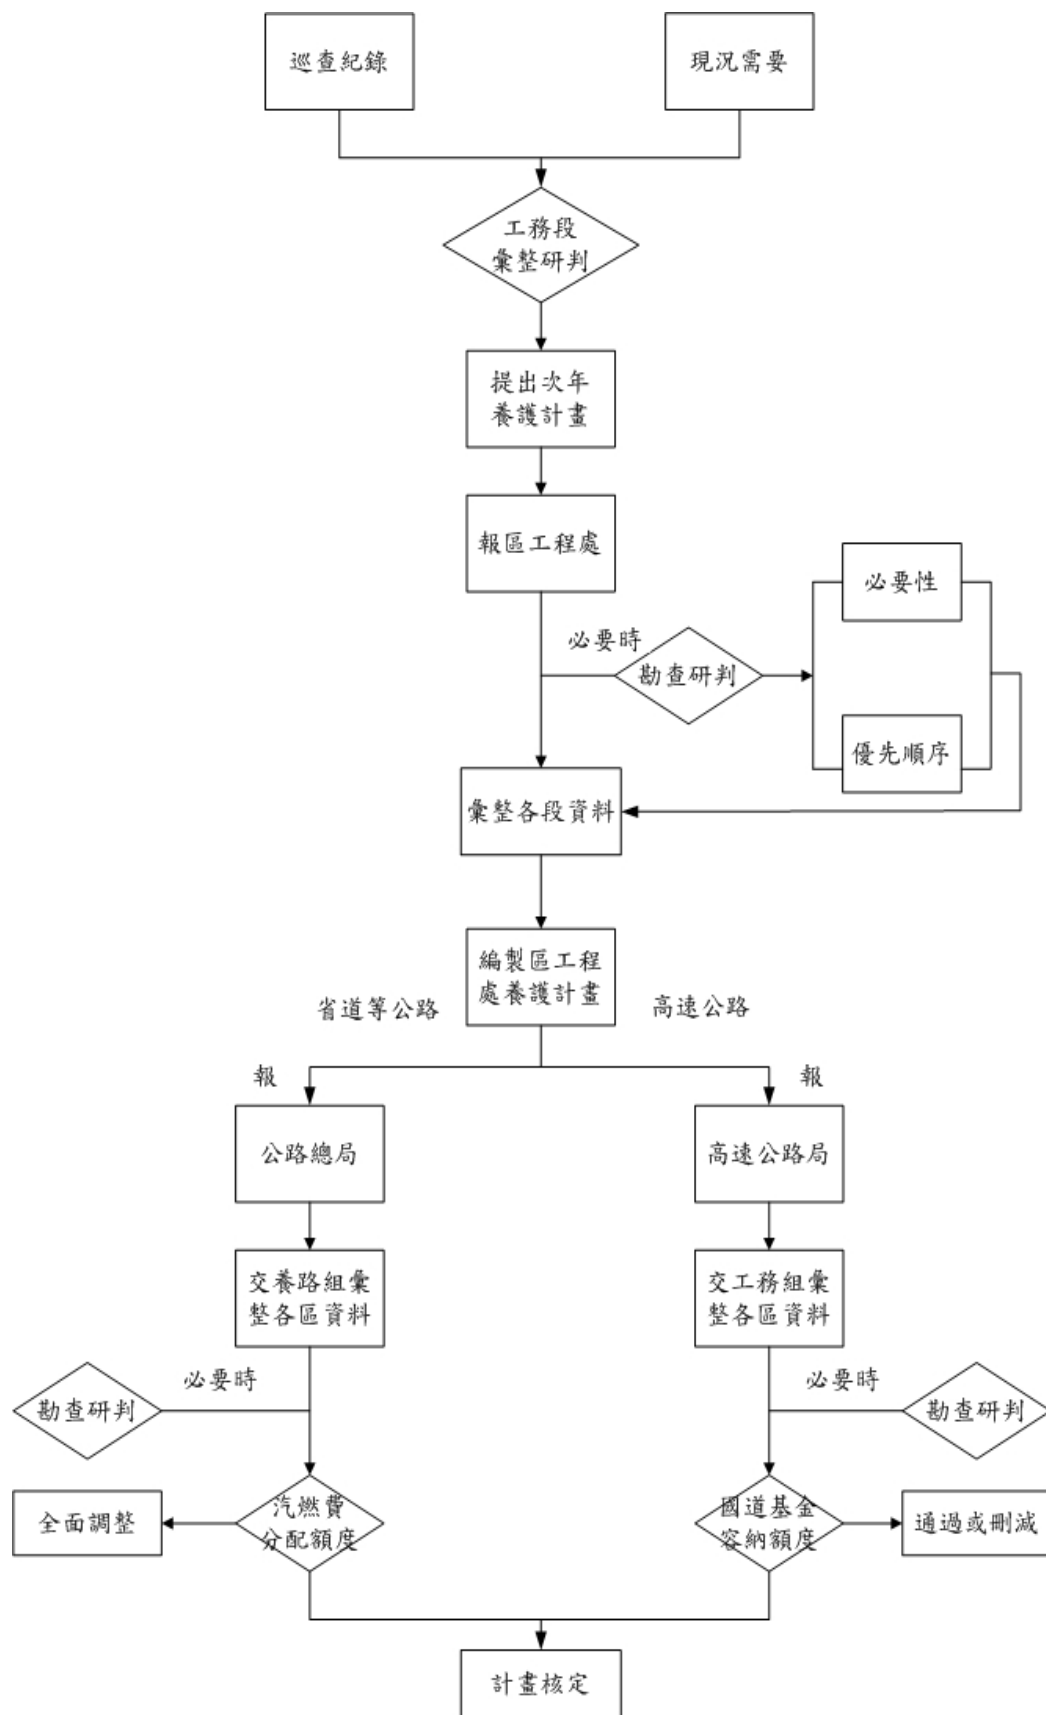 巡查紀錄
現況需要
工務段
彙整研判
提出次年
養護計畫
報區工程處
必要時
勘查研判
必要性
優先順序
彙整各段資料
編製區工程
處養護計畫
省道等公路
高速公路
報
報
公路總局
高速公路局
交養路組彙
整各區資料
交工務組彙
整各區資料
必要時
勘查研判
必要時
勘查研判
全面調整
汽燃費
分配額度
國道基金
容納額度
通過或刪減
計畫核定